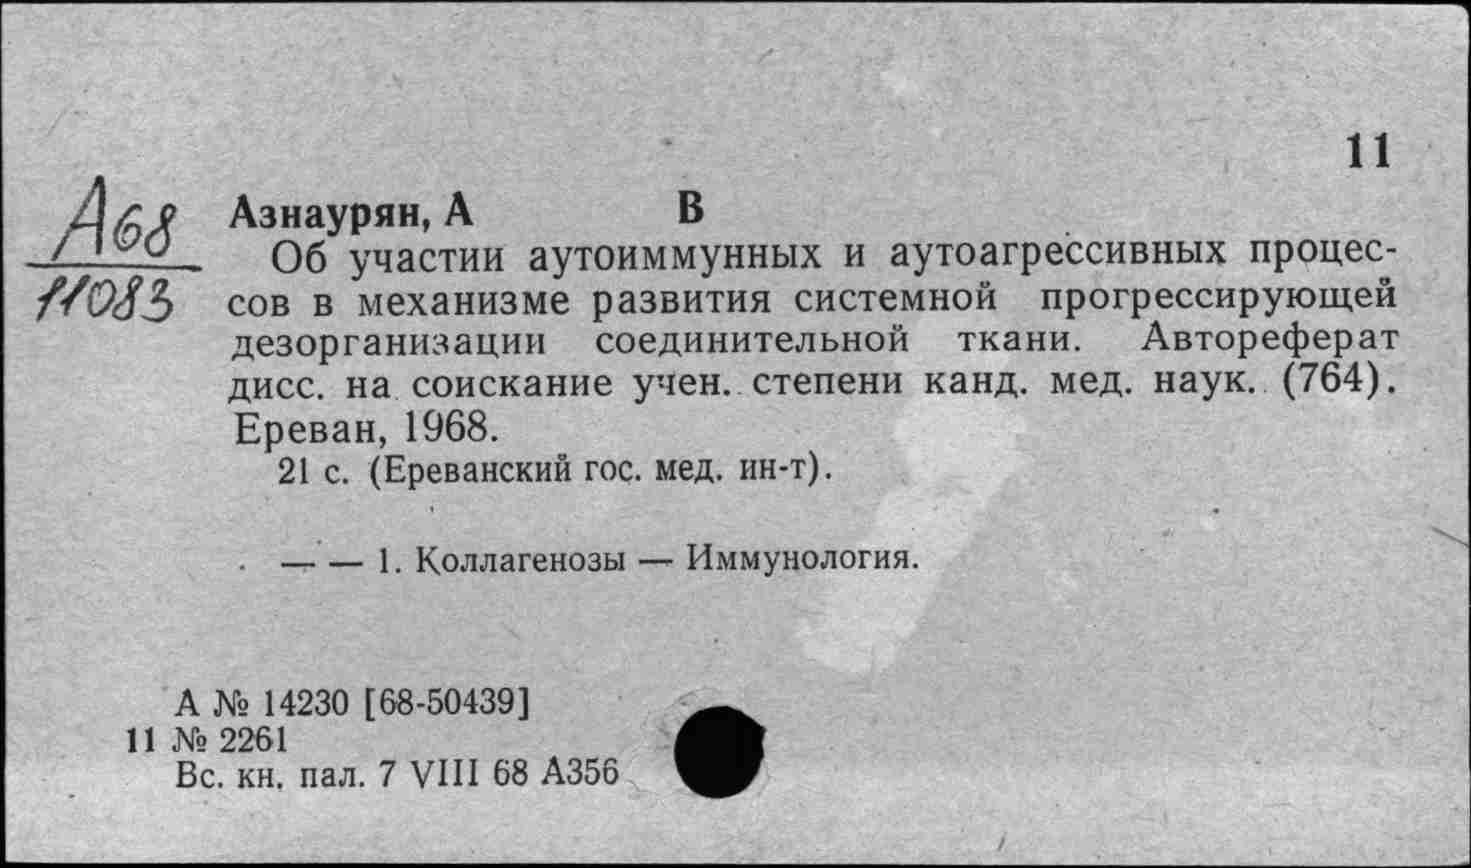 11
А68
11083
Азнаурян, А В
Об участии аутоиммунных и аутоагрессивных процес-
сов в механизме развития системной прогрессирующей
дезорганизации соединительной ткани. Автореферат
дисс. на соискание учен. степени канд. мед. наук. (764).
Ереван, 1968.
21 с. (Ереванский гос. мед. ин-т).
— — 1. Коллагенозы — Иммунология.
А № 14230 [68-50439]
11 № 2261
Вс. кн. пал. 7 VIII 68 А356